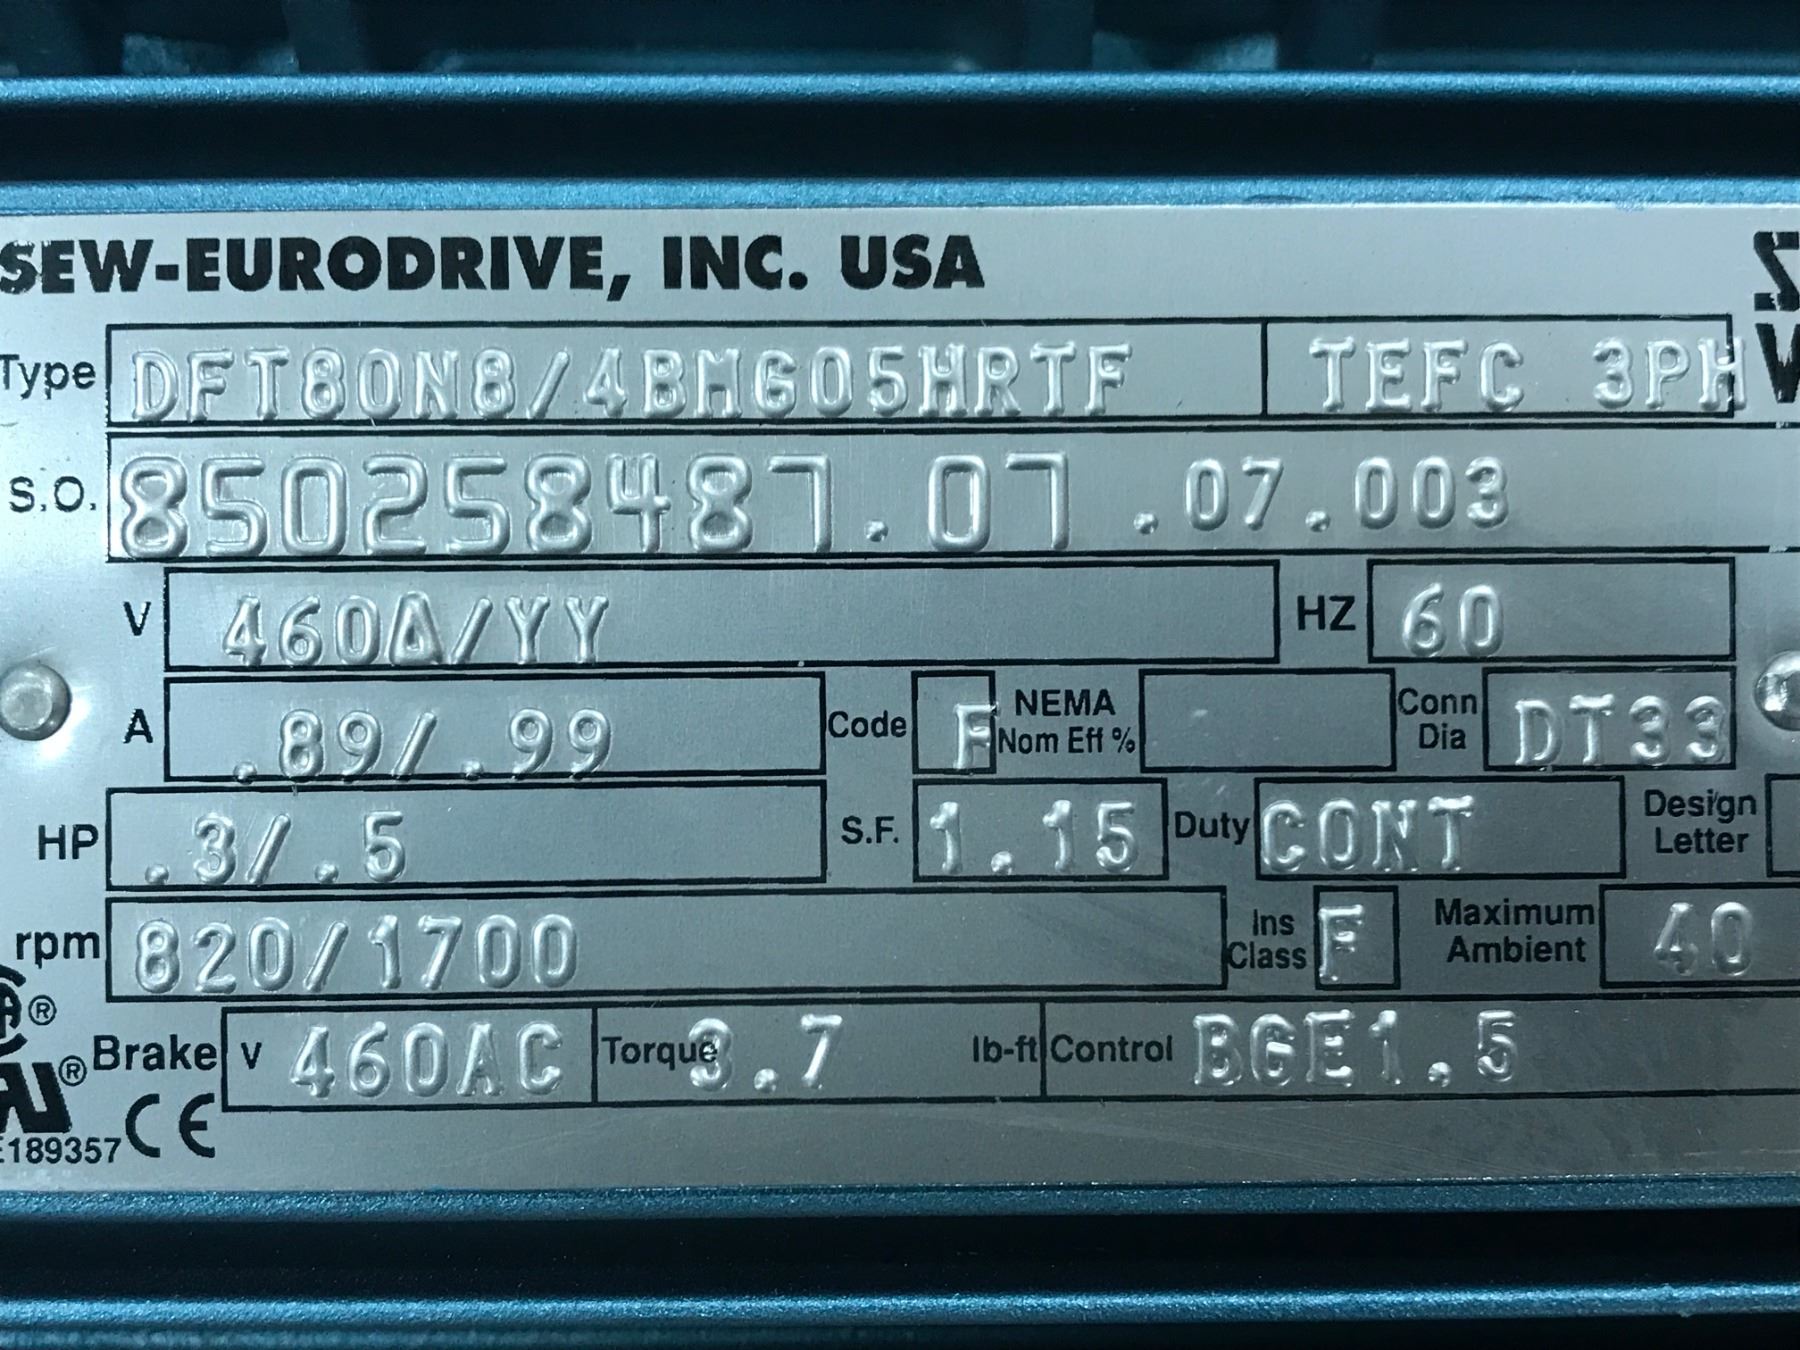 SEW-EURODRIVE, INC. USA
Type DFT80N8/4BMG05HRTF TEFC 3PH
S.O. 850258487.07.07.003
V 460Δ/YY HZ 60
A .89/.99 Code F NEMA Nom Eff % Conn Dia DT33
HP .3/.5 S.F. 1.15 Duty CONT Design Letter
rpm 820/1700 Ins Class F Maximum Ambient 40
Brake V 460AC Torque 3.7 lb-ft Control BGE1.5
® ®
CE
E189357